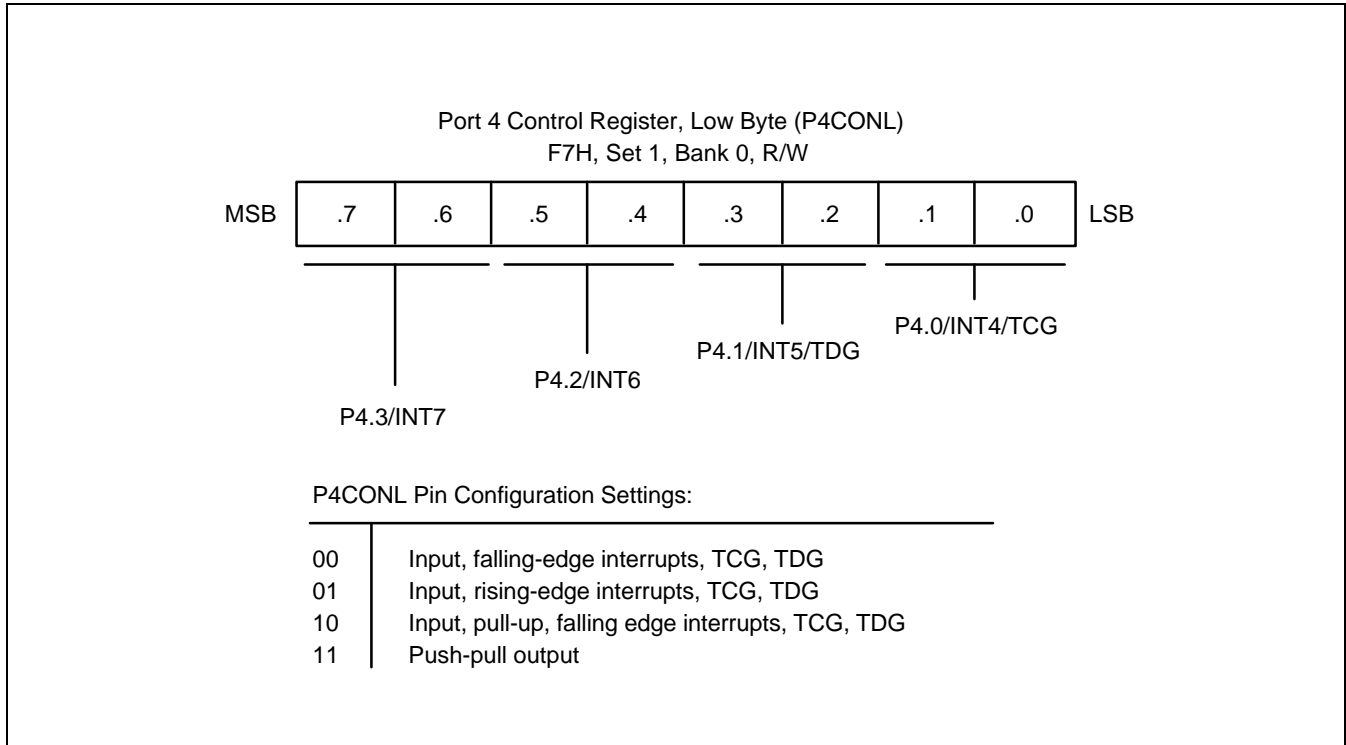 Port 4 Control Register, Low Byte (P4CONL)
F7H, Set 1, Bank 0, R/W
MSB .7 .6 .5 .4 .3 .2 .1 .0 LSB
P4.0/INT4/TCG
P4.1/INT5/TDG
P4.2/INT6
P4.3/INT7
P4CONL Pin Configuration Settings:
00 Input, falling-edge interrupts, TCG, TDG
01 Input, rising-edge interrupts, TCG, TDG
10 Input, pull-up, falling edge interrupts, TCG, TDG
11 Push-pull output